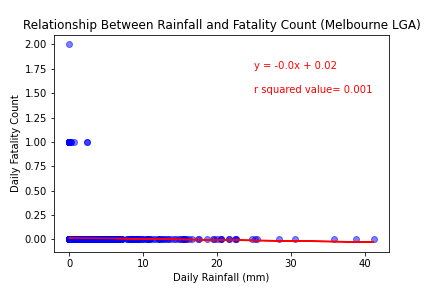 Relationship Between Rainfall and Fatality Count (Melbourne LGA)
2.00
1.75
1.50
1.25
1.00
0.75
0.50
0.25
0.00
Daily Fatality Count
y = -0.0x + 0.02
r squared value= 0.001
0
10
20
30
40
Daily Rainfall (mm)